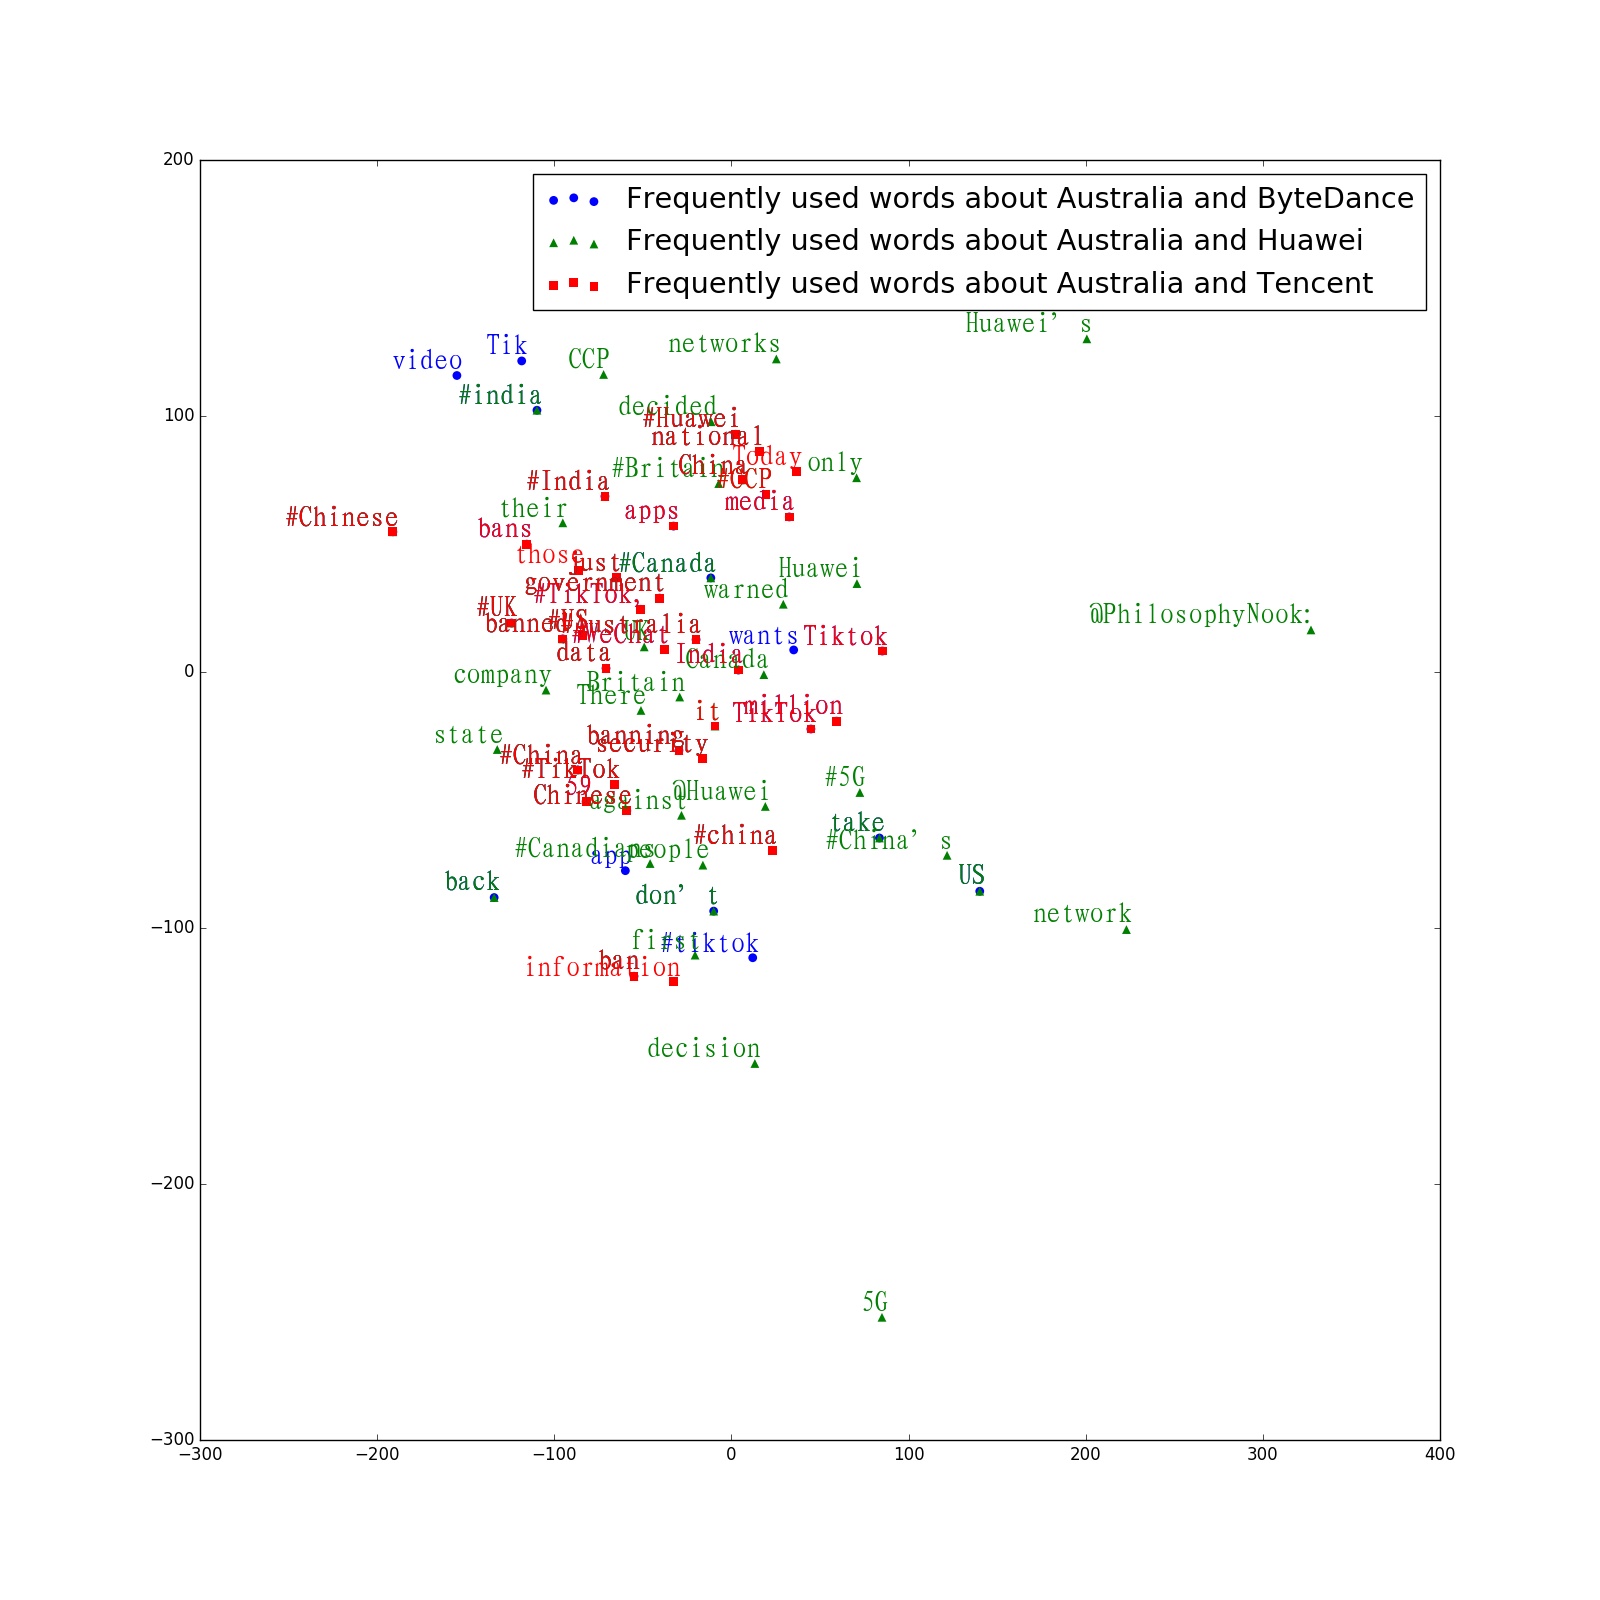 200
Frequently used words about Australia and ByteDance
Frequently used words about Australia and Huawei
Frequently used words about Australia and Tencent
Huawei’ s
networks
Tik
video
CCP
#india
decided
100
#Huawei
national
Today
only
China
#Britain
#CCP
#India
media
their
apps
#Chinese
bans
those
just
#Canada
Huawei
government
warned
#TikTok,
#UK
@PhilosophyNook:
banned
#US
Australia
UK
#WeChat
wants
Tiktok
data
India
Canada
0
company
Britain
There
it
million
TikTok
state
banning
security
#China
#TikTok
59
Chinese
against
@Huawei
#5G
take
#china
#China’ s
#Canadians
people
app
back
don’ t
US
−100
network
first
#tiktok
ban
information
decision
−200
5G
−300
−300 −200 −100 0 100 200 300 400